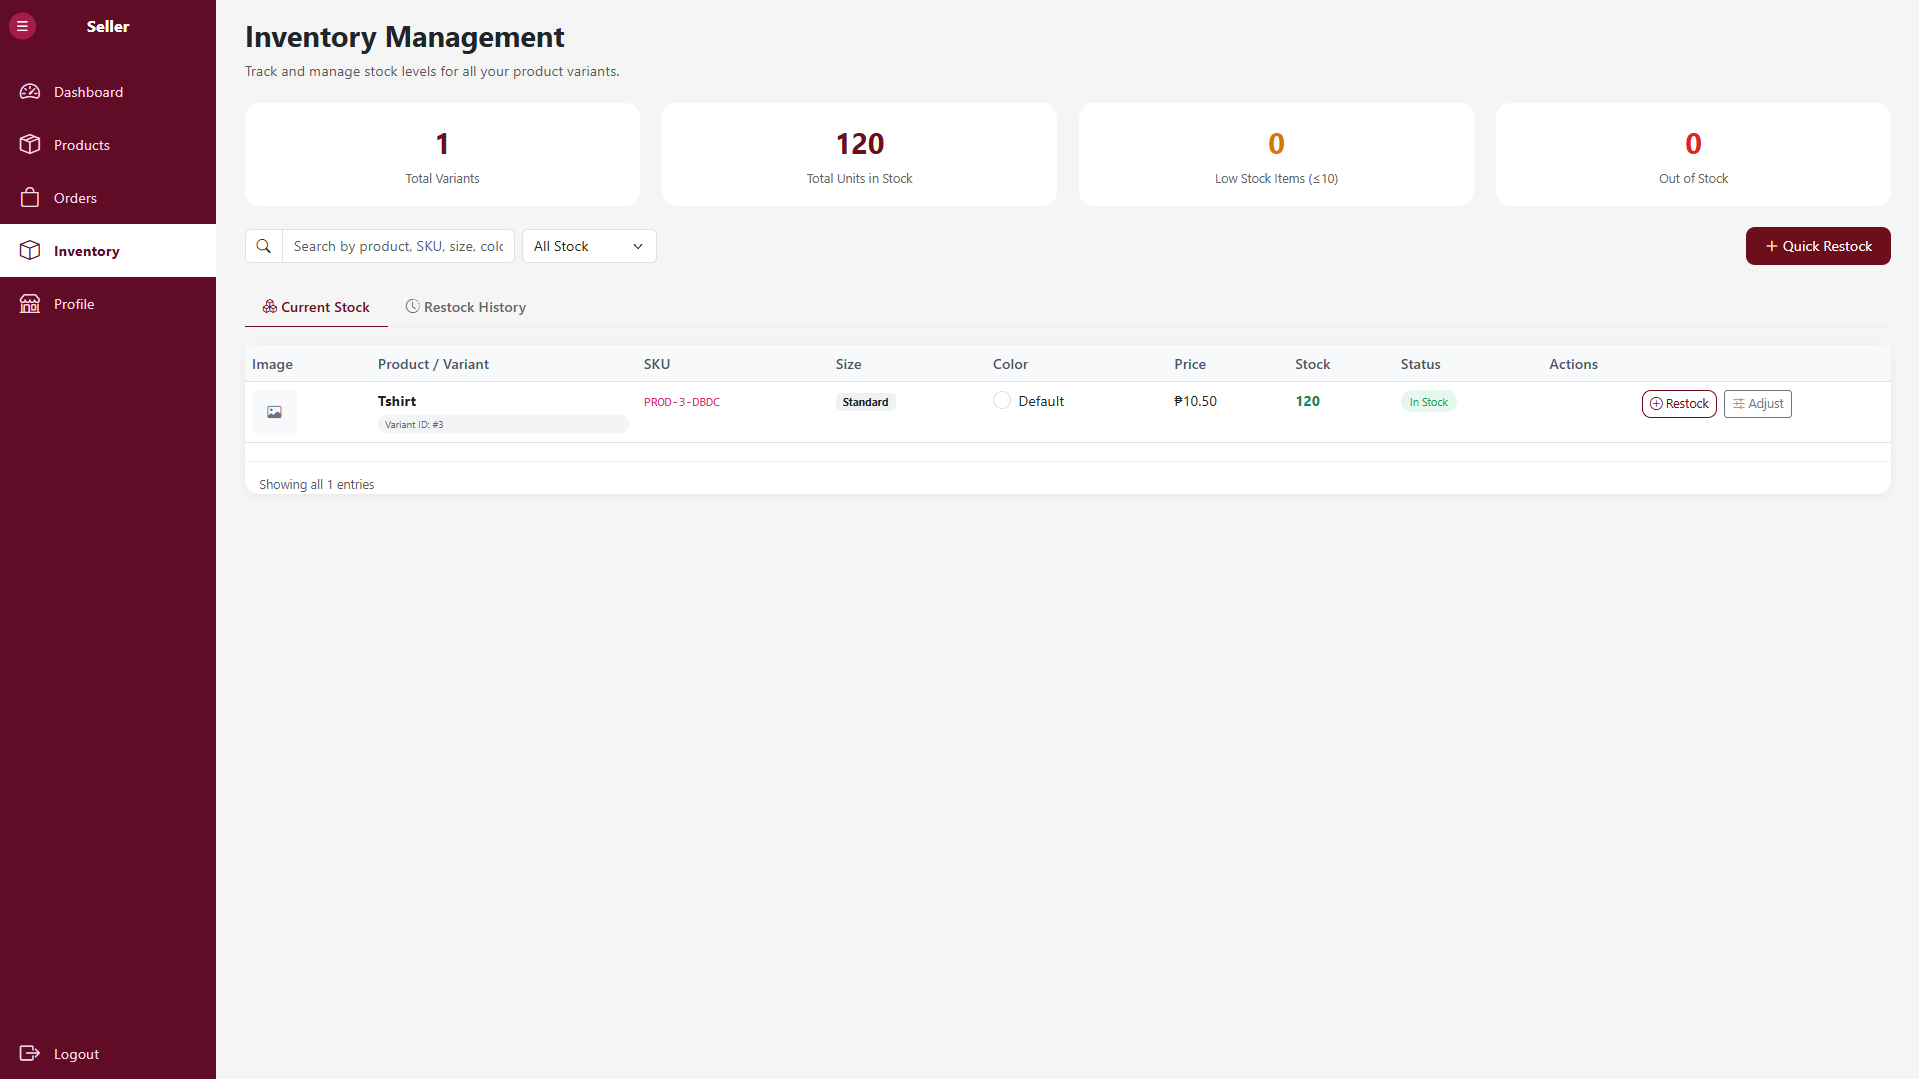 Seller
Dashboard
Products
Orders
Inventory
Profile
Logout
Inventory Management
Track and manage stock levels for all your product variants.
1
Total Variants
120
Total Units in Stock
0
Low Stock Items (≤10)
0
Out of Stock
Search by product, SKU, size, colo
All Stock
+ Quick Restock
Current Stock
Restock History
Image Product / Variant SKU Size Color Price Stock Status Actions
Tshirt PROD-3-DBDC Standard Default ₱10.50 120 In Stock Restock Adjust
Variant ID: #3
Showing all 1 entries